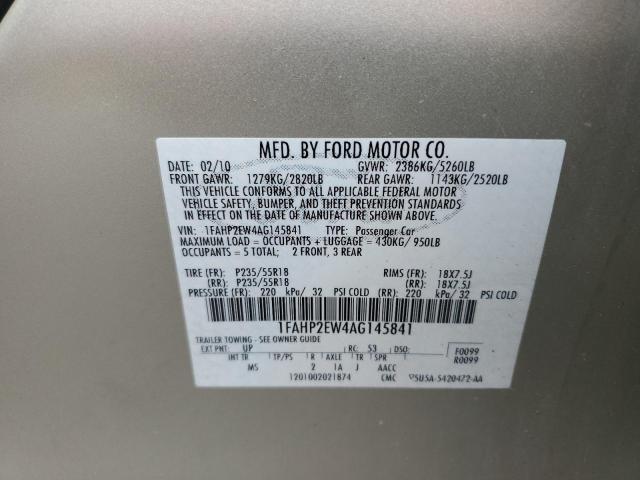 MFD. BY FORD MOTOR CO.
DATE: 02/10 GVWR: 2386KG/5260LB
FRONT GAWR: 1279KG/2820LB REAR GAWR: 1143KG/2520LB
THIS VEHICLE CONFORMS TO ALL APPLICABLE FEDERAL MOTOR
VEHICLE SAFETY, BUMPER, AND THEFT PREVENTION STANDARDS
IN EFFECT ON THE DATE OF MANUFACTURE SHOWN ABOVE.
VIN: 1FAHP2EW4AG145841 TYPE: Passenger Car
MAXIMUM LOAD = OCCUPANTS + LUGGAGE = 430KG/ 950LB
OCCUPANTS = 5 TOTAL; 2 FRONT, 3 REAR
TIRE (FR): P235/55R18 RIMS (FR): 18X7.5J
(RR): P235/55R18 (RR): 18X7.5J
PRESSURE (FR): 220 kPa/ 32 PSI COLD (RR): 220 kPa/ 32 PSI COLD
1FAHP2EW4AG145841
TRAILER TOWING - SEE OWNER GUIDE
EXT PNT: UP RC: 53 DSO: F0099
R0099
INT TR TP/PS R AXLE TR SPR
MS 2 1A J AACC
1201002021874 CMC 5U5A-5420472-AA